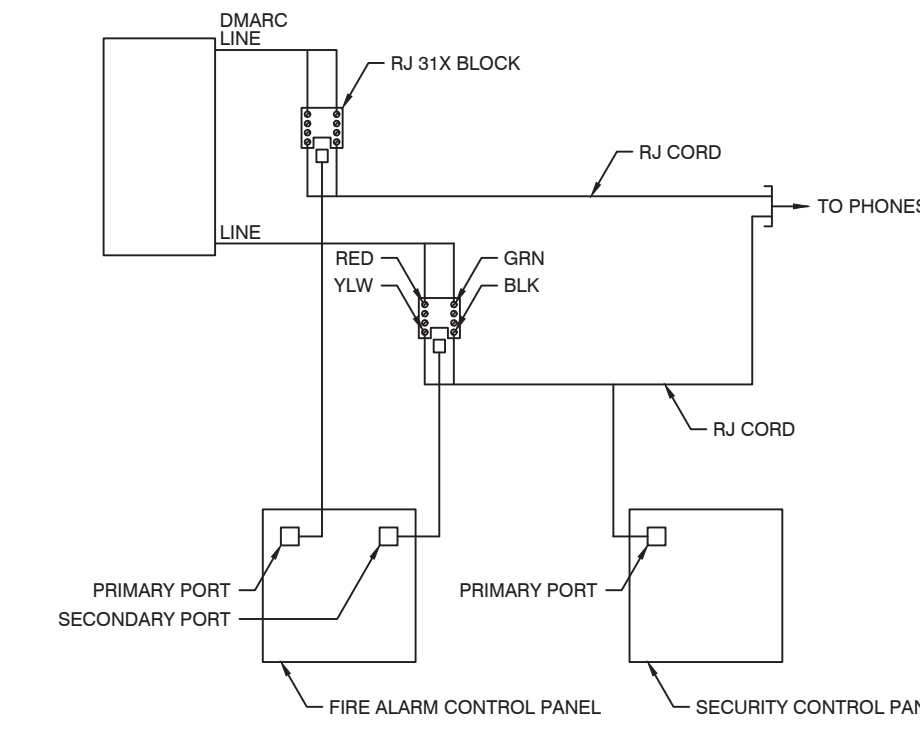 DMARC
LINE
RJ 31X BLOCK
RJ CORD
TO PHONES
LINE
RED
GRN
YLW
BLK
RJ CORD
PRIMARY PORT
PRIMARY PORT
SECONDARY PORT
FIRE ALARM CONTROL PANEL
SECURITY CONTROL PAN